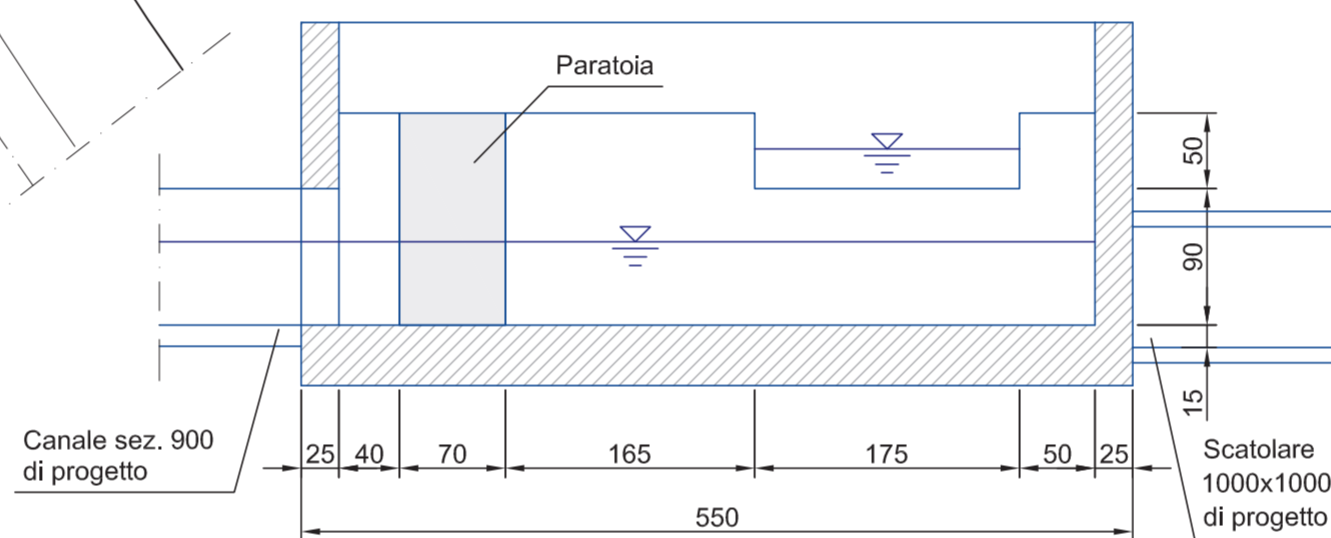 Paratoia
50
90
15
Canale sez. 900
di progetto
25 40 70 165 175 50 25
550
Scatolare
1000x1000
di progetto